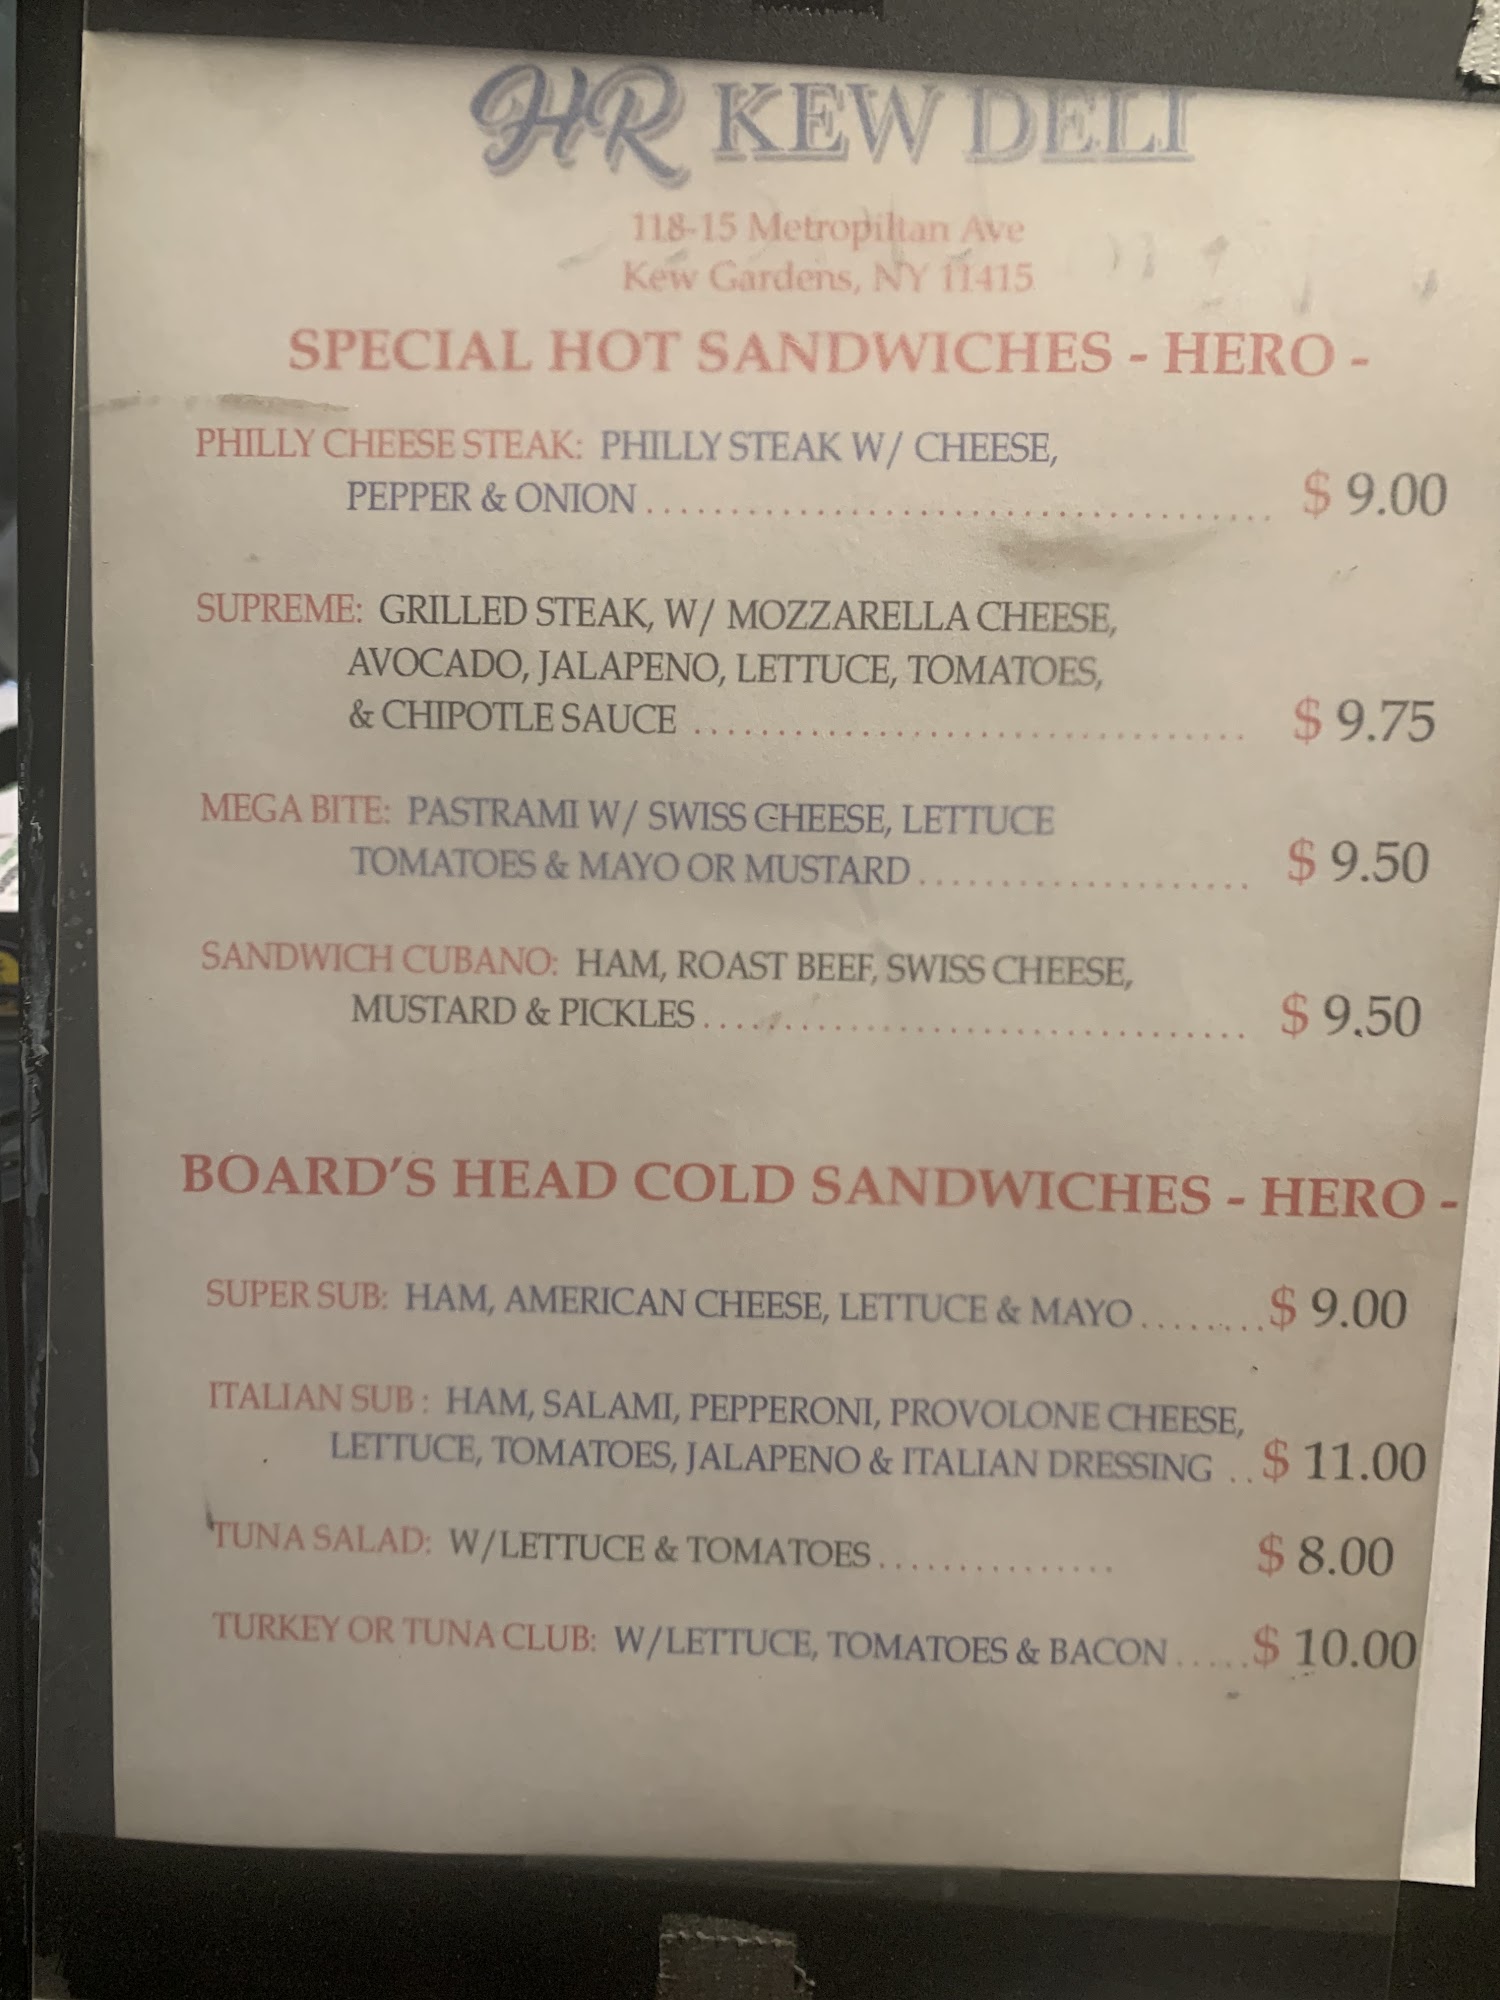 HR KEW DELI
118-15 Metropiltan Ave
Kew Gardens, NY 11415
SPECIAL HOT SANDWICHES - HERO -
PHILLY CHEESE STEAK: PHILLY STEAK W/ CHEESE,
PEPPER & ONION ........................................ $ 9.00
SUPREME: GRILLED STEAK, W/ MOZZARELLA CHEESE,
AVOCADO, JALAPENO, LETTUCE, TOMATOES,
& CHIPOTLE SAUCE .................................. $ 9.75
MEGA BITE: PASTRAMI W/ SWISS CHEESE, LETTUCE
TOMATOES & MAYO OR MUSTARD ..................... $ 9.50
SANDWICH CUBANO: HAM, ROAST BEEF, SWISS CHEESE,
MUSTARD & PICKLES .................................. $ 9.50
BOARD'S HEAD COLD SANDWICHES - HERO -
SUPER SUB: HAM, AMERICAN CHEESE, LETTUCE & MAYO ........ $ 9.00
ITALIAN SUB : HAM, SALAMI, PEPPERONI, PROVOLONE CHEESE,
LETTUCE, TOMATOES, JALAPENO & ITALIAN DRESSING .. $ 11.00
TUNA SALAD: W/LETTUCE & TOMATOES ............... $ 8.00
TURKEY OR TUNA CLUB: W/LETTUCE, TOMATOES & BACON ..... $ 10.00